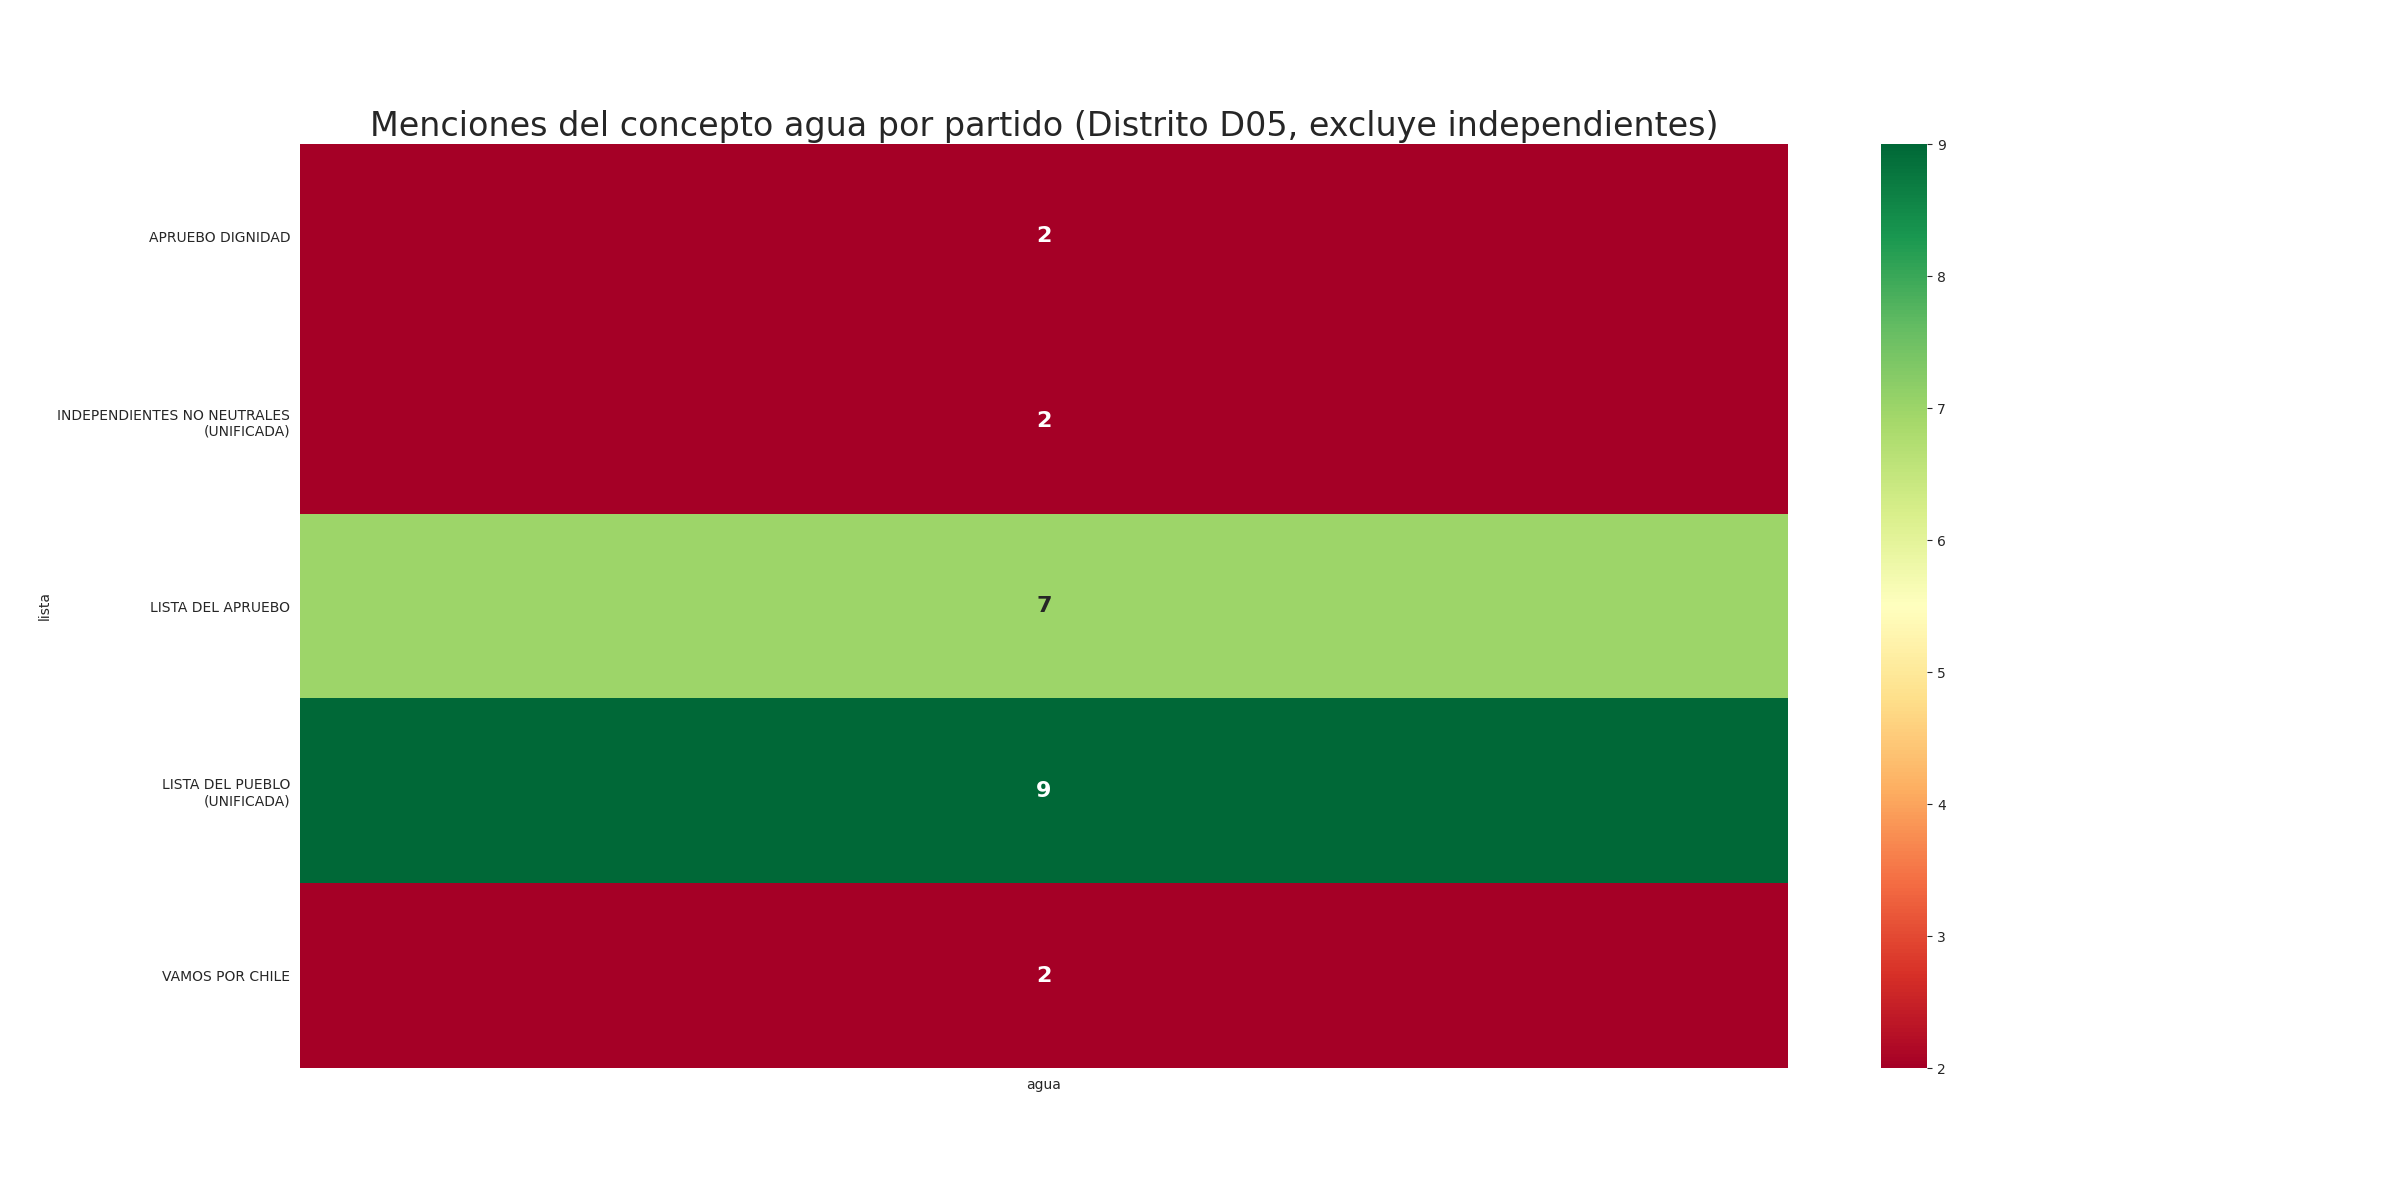 Menciones del concepto agua por partido (Distrito D05, excluye independientes)
lista
APRUEBO DIGNIDAD
2
INDEPENDIENTES NO NEUTRALES
(UNIFICADA)
2
LISTA DEL APRUEBO
7
LISTA DEL PUEBLO
(UNIFICADA)
9
VAMOS POR CHILE
2
agua
9
8
7
6
5
4
3
2